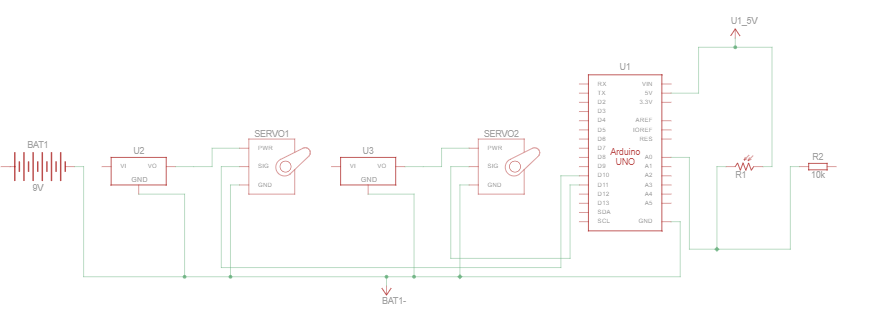 U1_5V
U1
RX
TX
D2
D3
D4
D5
D6
D7
D8
D9
D10
D11
D12
D13
SDA
SCL
VIN
5V
3.3V
AREF
IOREF
RES
A0
A1
A2
A3
A4
A5
GND
Arduino
UNO
BAT1
9V
U2
VI VO
GND
SERVO1
PWR
SIG
GND
U3
VI VO
GND
SERVO2
PWR
SIG
GND
R1
R2
10k
BAT1-